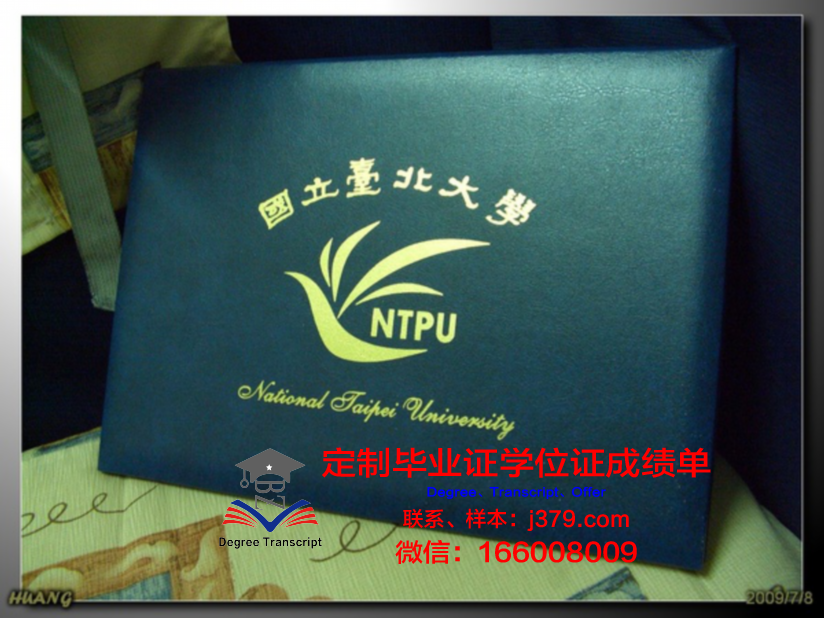 國立臺北大學
NTPU
National Taipei University
定制毕业证学位证成绩单
Degree、Transcript、Offer
联系、样本：j379.com
Degree Transcript
微信：166008009
HUANG
2009/7/8